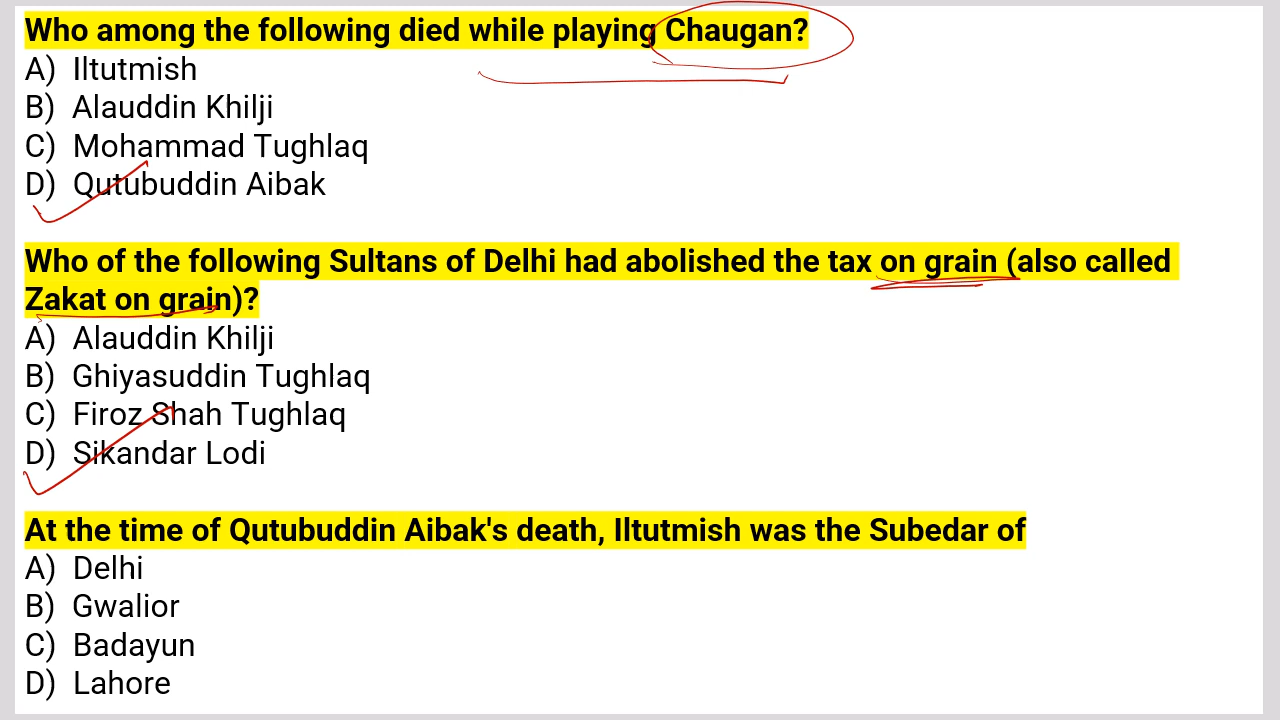 Who among the following died while playing Chaugan?
A) Iltutmish
B) Alauddin Khilji
C) Mohammad Tughlaq
D) Qutubuddin Aibak
Who of the following Sultans of Delhi had abolished the tax on grain (also called
Zakat on grain)?
A) Alauddin Khilji
B) Ghiyasuddin Tughlaq
C) Firoz Shah Tughlaq
D) Sikandar Lodi
At the time of Qutubuddin Aibak's death, Iltutmish was the Subedar of
A) Delhi
B) Gwalior
C) Badayun
D) Lahore